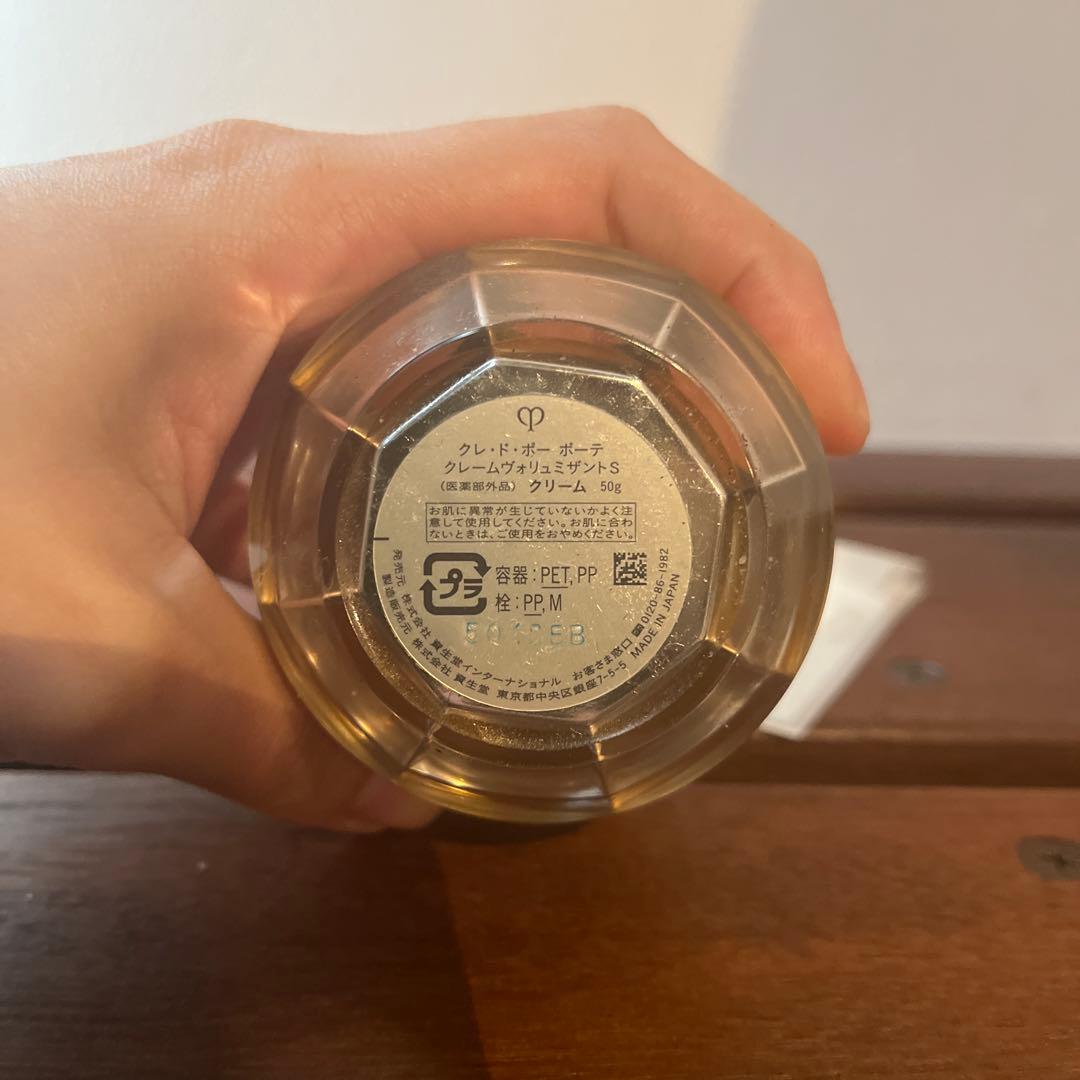 クレ・ド・ポー ボーテ
クレームヴォリュミザントS
（医薬部外品） クリーム 50g
お肌に異常が生じていないかよく注
意して使用してください。お肌に合わ
ないときは、ご使用をおやめください。
プラ
容器：PET,PP
栓：PP,M
発売元 株式会社 資生堂インターナショナル お客さま窓口 0120-86-1982
製造販売元 株式会社 資生堂 東京都中央区銀座7-5-5 MADE IN JAPAN